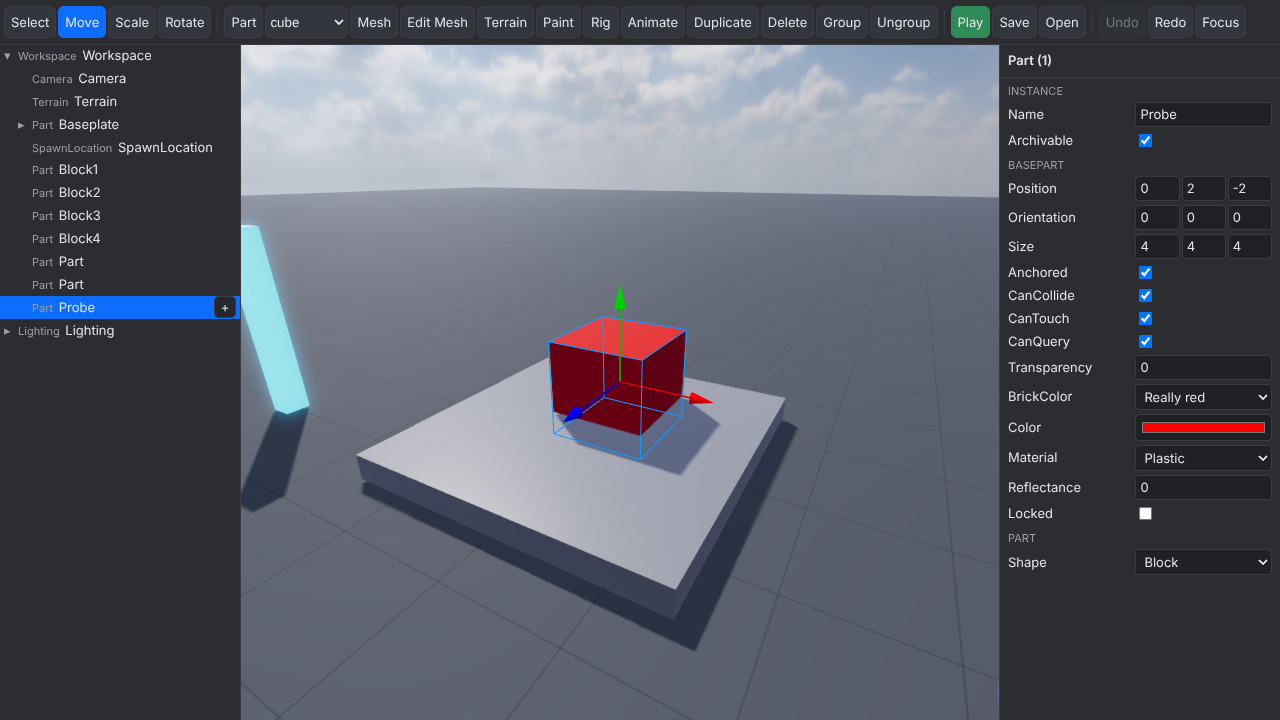 Select Move Scale Rotate Part cube Mesh Edit Mesh Terrain Paint Rig Animate Duplicate Delete Group Ungroup Play Save Open Undo Redo Focus
Workspace Workspace
Camera Camera
Terrain Terrain
Part Baseplate
SpawnLocation SpawnLocation
Part Block1
Part Block2
Part Block3
Part Block4
Part Part
Part Part
Part Probe +
Lighting Lighting
Part (1)
INSTANCE
Name Probe
Archivable
BASEPART
Position 0 2 -2
Orientation 0 0 0
Size 4 4 4
Anchored
CanCollide
CanTouch
CanQuery
Transparency 0
BrickColor Really red
Color
Material Plastic
Reflectance 0
Locked
PART
Shape Block